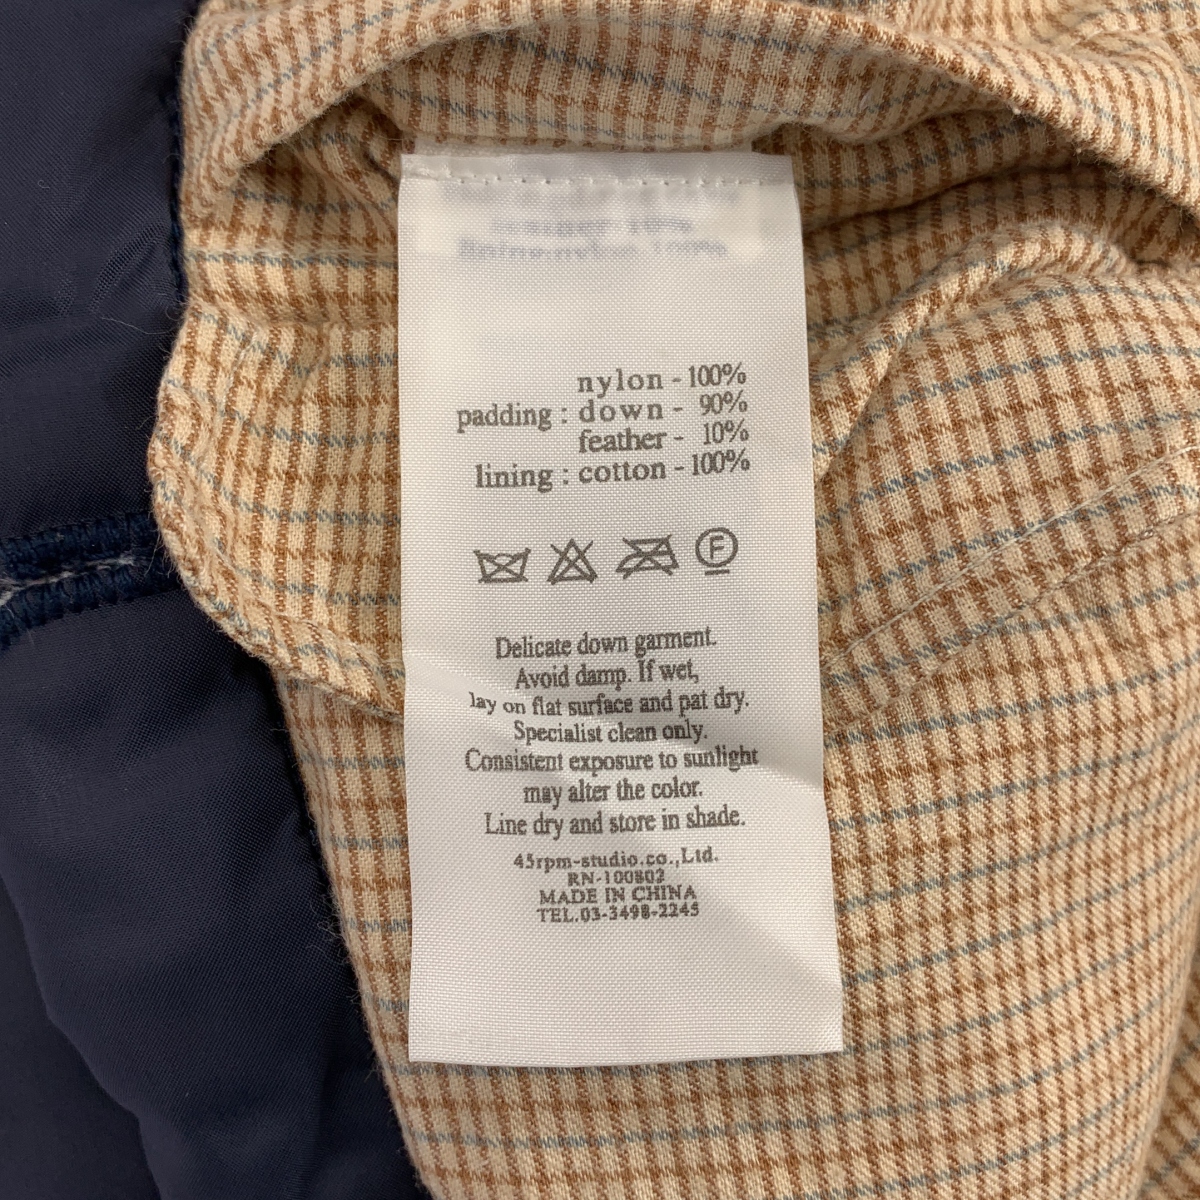 nylon - 100%
padding : down - 90%
feather - 10%
lining : cotton - 100%
F
Delicate down garment.
Avoid damp. If wet,
lay on flat surface and pat dry.
Specialist clean only.
Consistent exposure to sunlight
may alter the color.
Line dry and store in shade.
45rpm-studio.co.,Ltd.
RN-100802
MADE IN CHINA
TEL.03-3498-2245